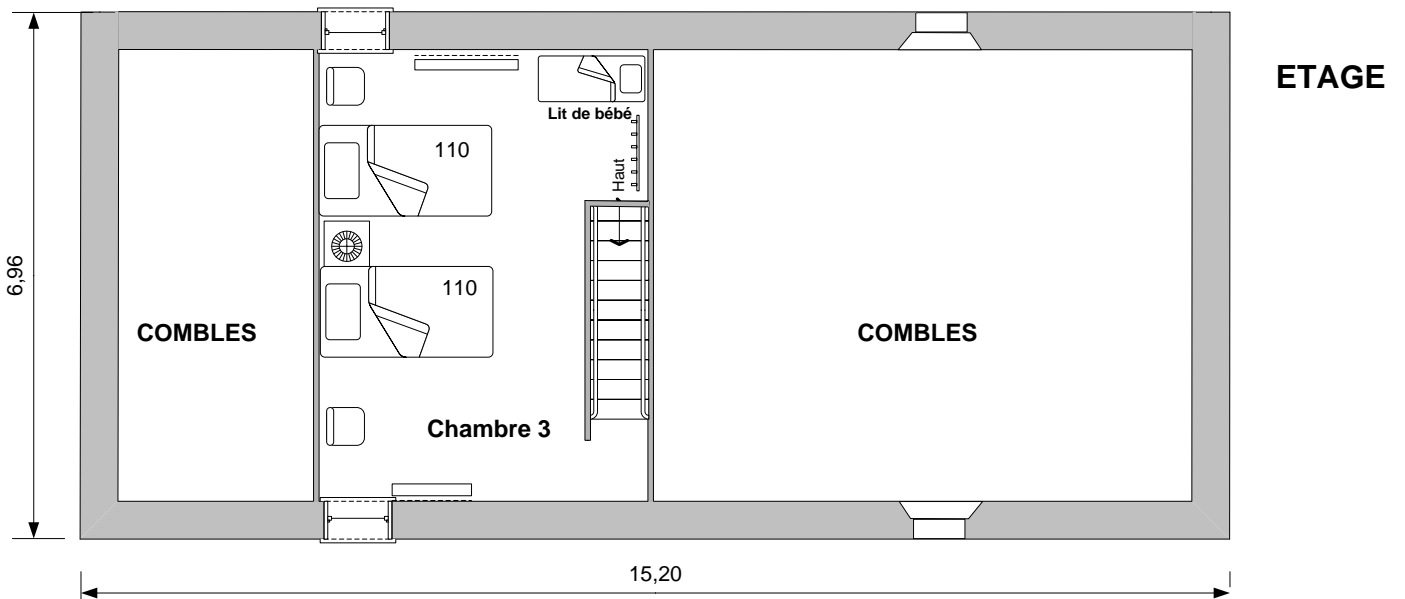 ETAGE
Lit de bébé
110
Haut
6,96
110
COMBLES
COMBLES
Chambre 3
15,20